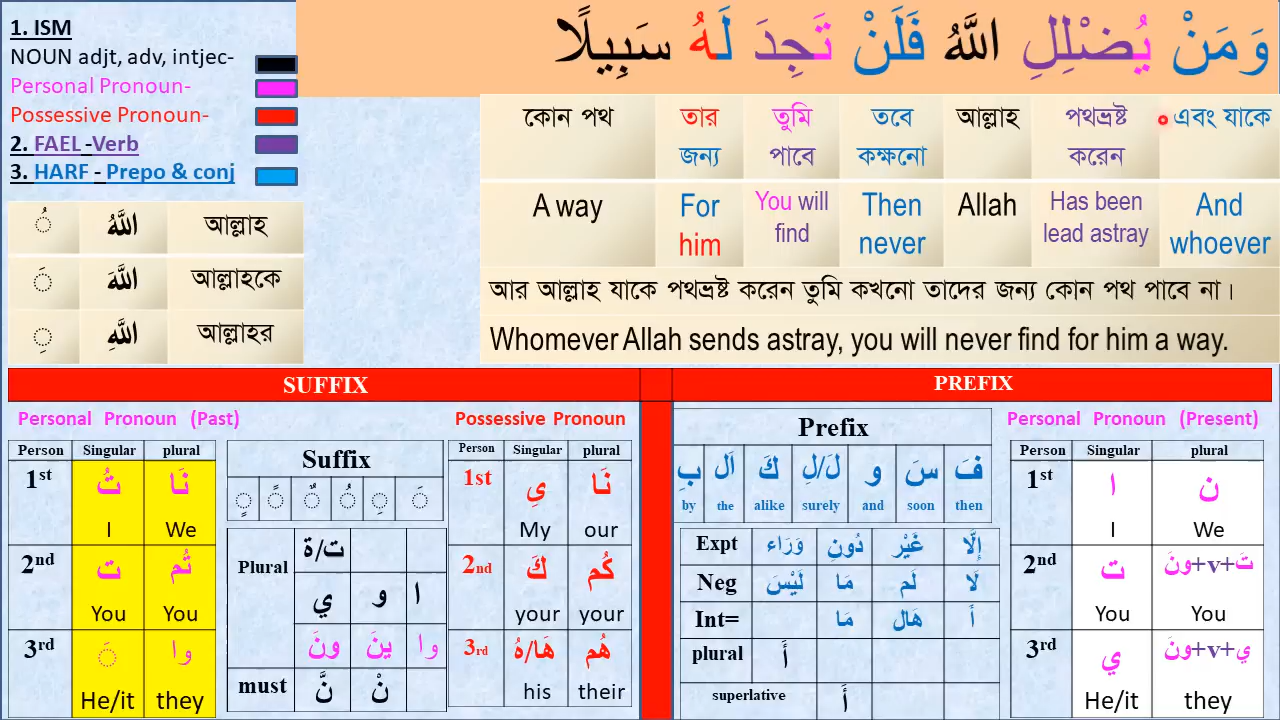 1. ISM
NOUN adjt, adv, intjec-
Personal Pronoun-
Possessive Pronoun-
2. FAEL -Verb
3. HARF - Prepo & conj
وَمَنْ يُضْلِلِ اللَّهُ فَلَنْ تَجِدَ لَهُ سَبِيلًا
কোন পথ তার জন্য তুমি পাবে তবে কক্ষনো আল্লাহ পথভ্রষ্ট করেন এবং যাকে
A way For him You will find Then never Allah Has been lead astray And whoever
আর আল্লাহ যাকে পথভ্রষ্ট করেন তুমি কখনো তাদের জন্য কোন পথ পাবে না।
Whomever Allah sends astray, you will never find for him a way.
ُ اللَّهُ আল্লাহ
َ اللَّهَ আল্লাহকে
ِ اللَّهِ আল্লাহর
SUFFIX
Personal Pronoun (Past)
Person Singular plural
1st تُ نَا
I We
2nd ت تُم
You You
3rd َ وا
He/it they
Suffix
ٍ ً ٌ ُ ِ َ
Plural ت/ة
ي و ا
ونَ ينَ وا
must نَّ نْ
Possessive Pronoun
Person Singular plural
1st ىِ نَا
My our
2nd كَ كُم
your your
3rd هَا/هُ هُم
his their
PREFIX
Prefix
بِ اَل كَ لَ/لِ و سَ فَ
by the alike surely and soon then
Expt وَرَاء دُونِ غَيْر إِلَّا
Neg لَيْسَ مَا لَم لَا
Int= مَا هَال أَ
plural أَ
superlative أَ
Personal Pronoun (Present)
Person Singular plural
1st ا ن
I We
2nd ت تَ+v+ونَ
You You
3rd ي ي+v+ونَ
He/it they